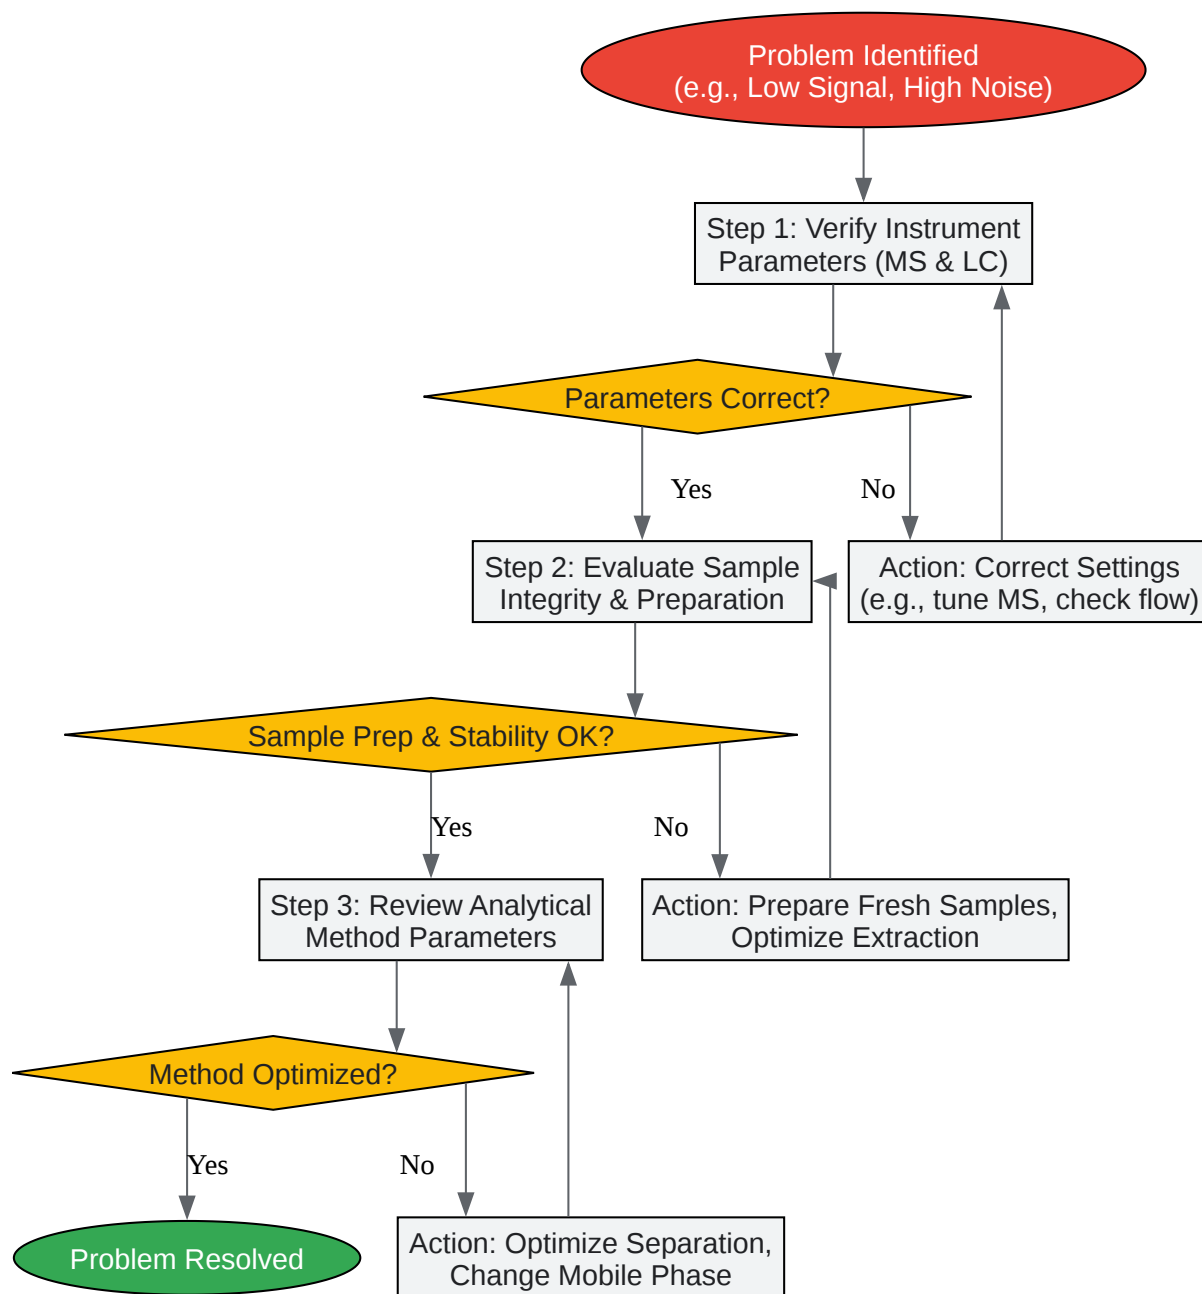 Problem Identified
(e.g., Low Signal, High Noise)
Step 1: Verify Instrument
Parameters (MS & LC)
Parameters Correct?
Yes
No
Step 2: Evaluate Sample
Integrity & Preparation
Action: Correct Settings
(e.g., tune MS, check flow)
Sample Prep & Stability OK?
Yes
No
Step 3: Review Analytical
Method Parameters
Action: Prepare Fresh Samples,
Optimize Extraction
Method Optimized?
Yes
No
Problem Resolved
Action: Optimize Separation,
Change Mobile Phase